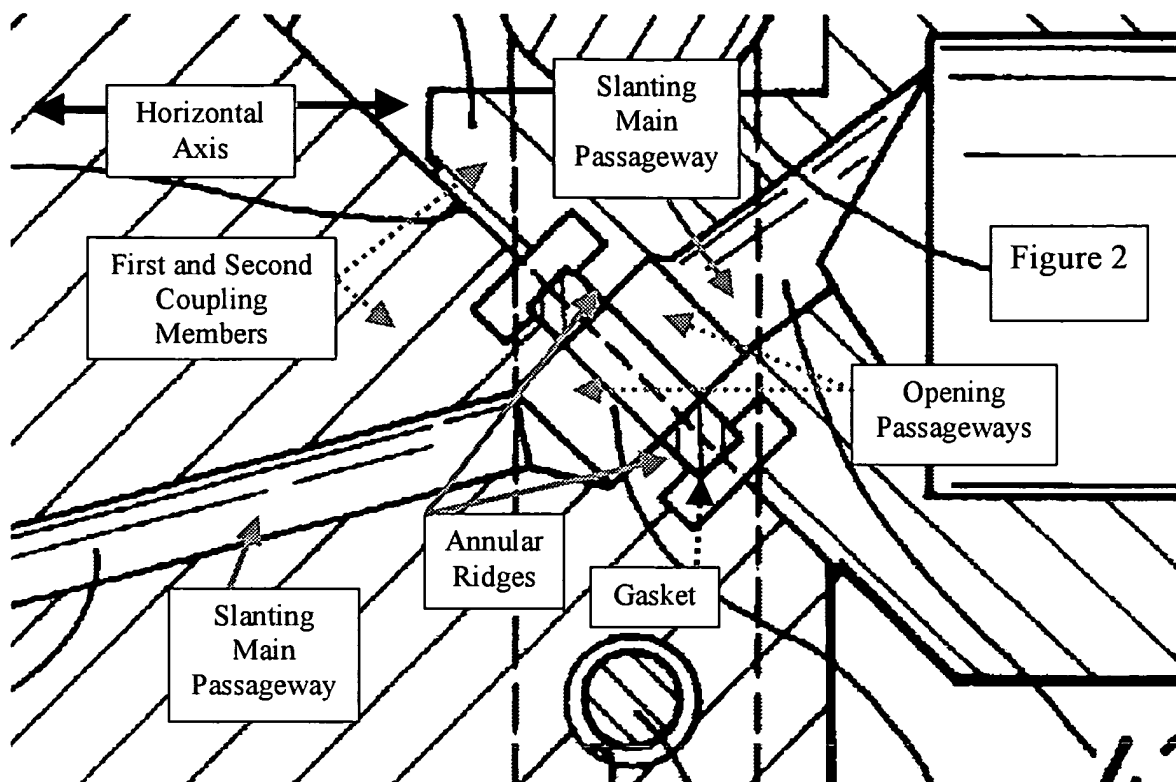 Horizontal
Axis
Slanting
Main
Passageway
First and Second
Coupling
Members
Figure 2
Opening
Passageways
Annular
Ridges
Gasket
Slanting
Main
Passageway